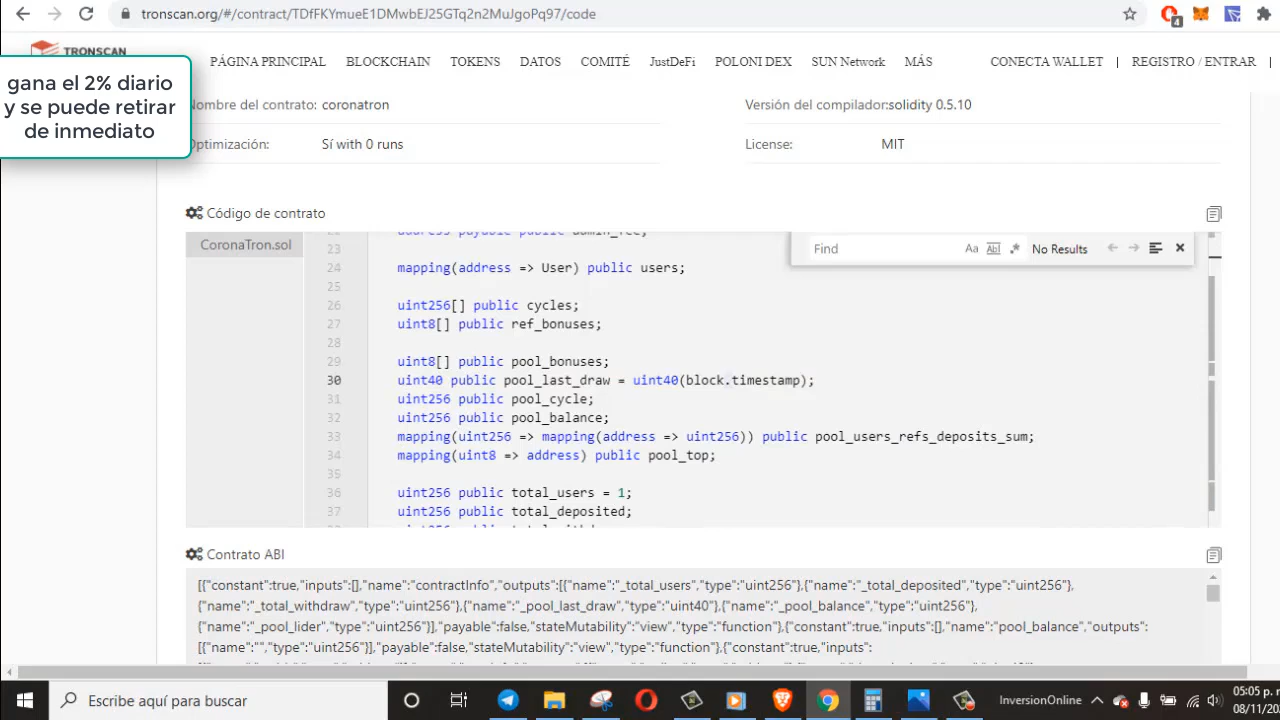 tronscan.org/#/contract/TDfFKYmueE1DMwbEJ25GTq2n2MuJgoPq97/code
4
TRONSCAN
PÁGINA PRINCIPAL BLOCKCHAIN TOKENS DATOS COMITÉ JustDeFi POLONI DEX SUN Network MÁS CONECTA WALLET | REGISTRO / ENTRAR |
gana el 2% diario
y se puede retirar
de inmediato
Nombre del contrato: coronatron
Versión del compilador:solidity 0.5.10
Optimización: Sí with 0 runs
License: MIT
Código de contrato
CoronaTron.sol
Find
Aa Abl .* No Results
address payable public admin_fee;
23
24 mapping(address => User) public users;
25
26 uint256[] public cycles;
27 uint8[] public ref_bonuses;
28
29 uint8[] public pool_bonuses;
30 uint40 public pool_last_draw = uint40(block.timestamp);
31 uint256 public pool_cycle;
32 uint256 public pool_balance;
33 mapping(uint256 => mapping(address => uint256)) public pool_users_refs_deposits_sum;
34 mapping(uint8 => address) public pool_top;
35
36 uint256 public total_users = 1;
37 uint256 public total_deposited;
Contrato ABI
[{"constant":true,"inputs":[],"name":"contractInfo","outputs":[{"name":"_total_users","type":"uint256"},{"name":"_total_deposited","type":"uint256"},
{"name":"_total_withdraw","type":"uint256"},{"name":"_pool_last_draw","type":"uint40"},{"name":"_pool_balance","type":"uint256"},
{"name":"_pool_lider","type":"uint256"}],"payable":false,"stateMutability":"view","type":"function"},{"constant":true,"inputs":[],"name":"pool_balance","outputs":
[{"name":"","type":"uint256"}],"payable":false,"stateMutability":"view","type":"function"},{"constant":true,"inputs":
Escribe aquí para buscar
InversionOnline
05:05 p.
08/11/20